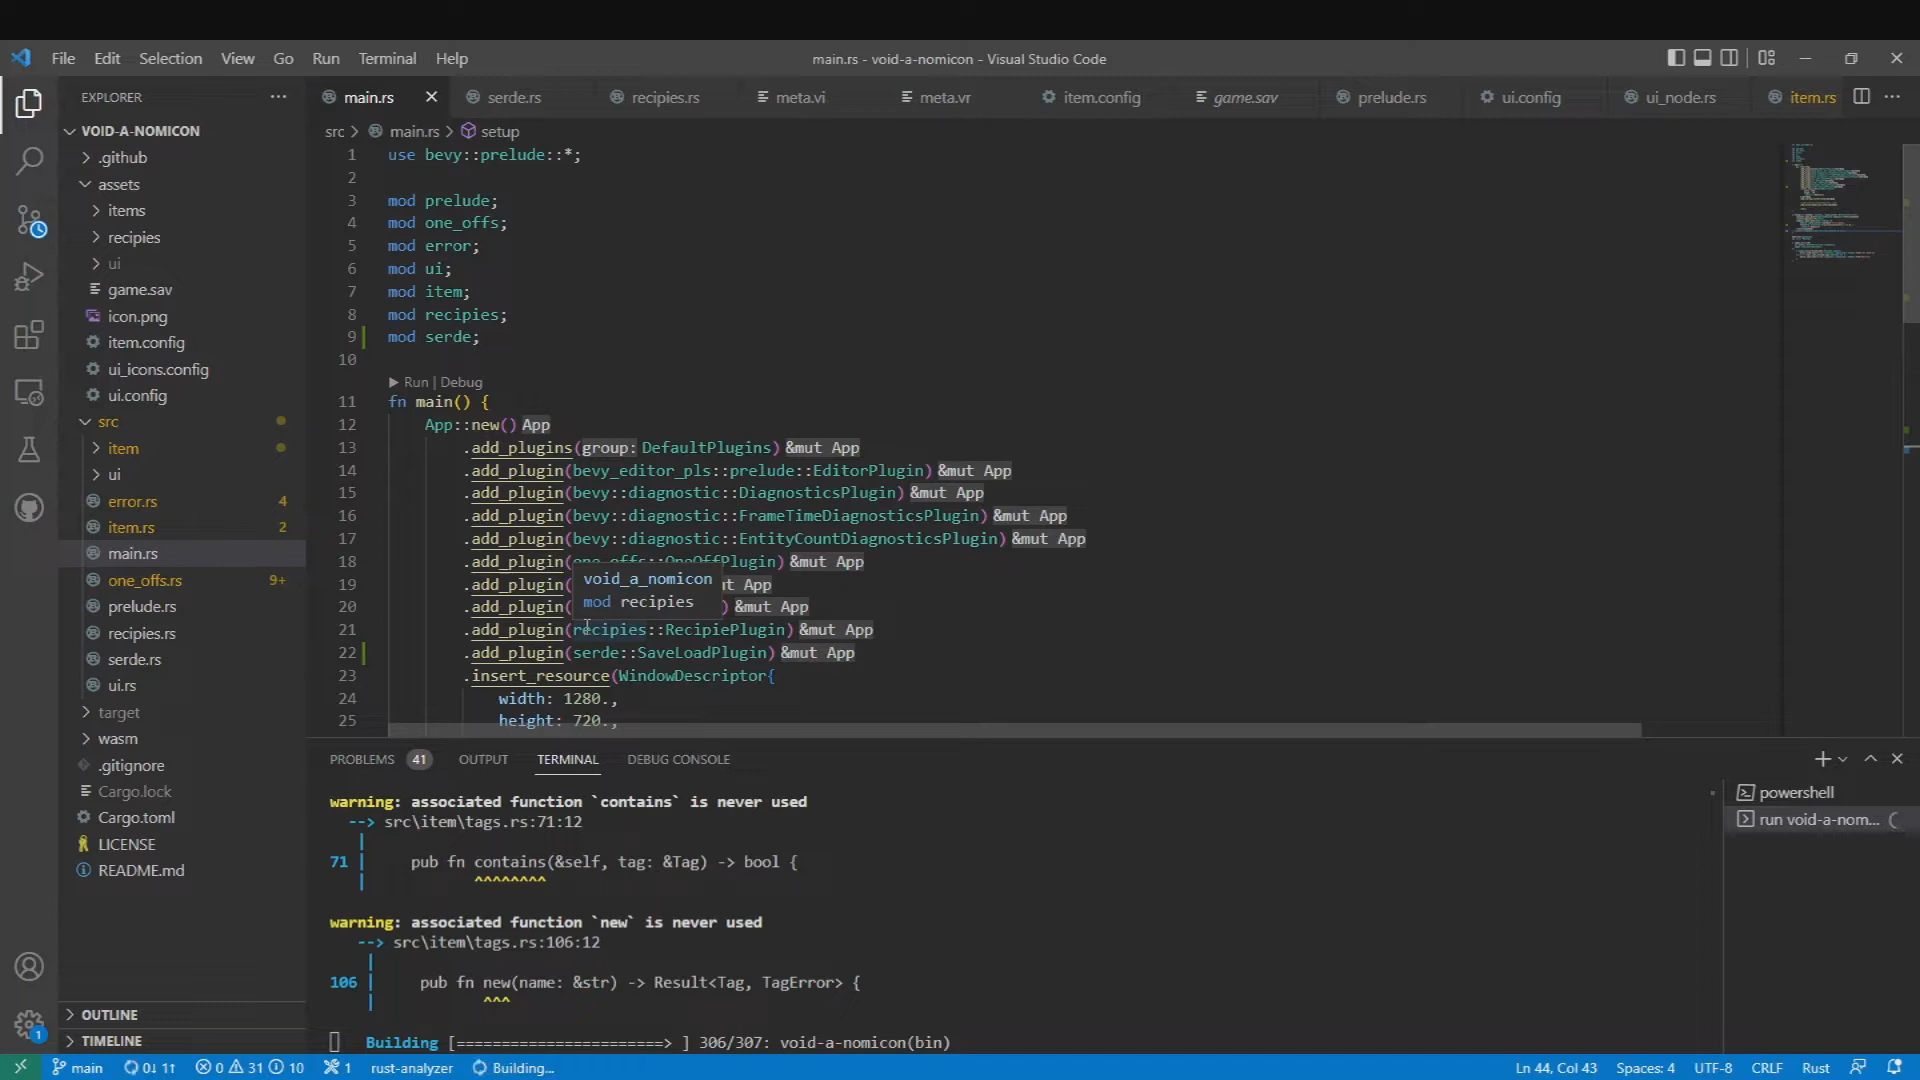 File Edit Selection View Go Run Terminal Help
main.rs - void-a-nomicon - Visual Studio Code
EXPLORER
main.rs serde.rs recipies.rs meta.vi meta.vr item.config game.sav prelude.rs ui.config ui_node.rs item.rs
VOID-A-NOMICON
.github
assets
items
recipies
ui
game.sav
icon.png
item.config
ui_icons.config
ui.config
src
item
ui
error.rs 4
item.rs 2
main.rs
one_offs.rs 9+
prelude.rs
recipies.rs
serde.rs
ui.rs
target
wasm
.gitignore
Cargo.lock
Cargo.toml
LICENSE
README.md
OUTLINE
TIMELINE
src > main.rs > setup
1 use bevy::prelude::*;
2
3 mod prelude;
4 mod one_offs;
5 mod error;
6 mod ui;
7 mod item;
8 mod recipies;
9 mod serde;
10
Run | Debug
11 fn main() {
12 App::new() App
13 .add_plugins(group: DefaultPlugins) &mut App
14 .add_plugin(bevy_editor_pls::prelude::EditorPlugin) &mut App
15 .add_plugin(bevy::diagnostic::DiagnosticsPlugin) &mut App
16 .add_plugin(bevy::diagnostic::FrameTimeDiagnosticsPlugin) &mut App
17 .add_plugin(bevy::diagnostic::EntityCountDiagnosticsPlugin) &mut App
18 .add_plugin(one_offs::OneOffPlugin) &mut App
void_a_nomicon
mod recipies
19 .add_plugin( App
20 .add_plugin( ) &mut App
21 .add_plugin(recipies::RecipiePlugin) &mut App
22 .add_plugin(serde::SaveLoadPlugin) &mut App
23 .insert_resource(WindowDescriptor{
24 width: 1280.,
25 height: 720.,
PROBLEMS 41 OUTPUT TERMINAL DEBUG CONSOLE
warning: associated function `contains` is never used
--> src\item\tags.rs:71:12
|
71 | pub fn contains(&self, tag: &Tag) -> bool {
| ^^^^^^^^
warning: associated function `new` is never used
--> src\item\tags.rs:106:12
|
106 | pub fn new(name: &str) -> Result<Tag, TagError> {
| ^^^
Building [=======================> ] 306/307: void-a-nomicon(bin)
powershell
run void-a-nom...
1
main 0↓ 1↑ 0 31 10 1 rust-analyzer Building...
Ln 44, Col 43 Spaces: 4 UTF-8 CRLF Rust